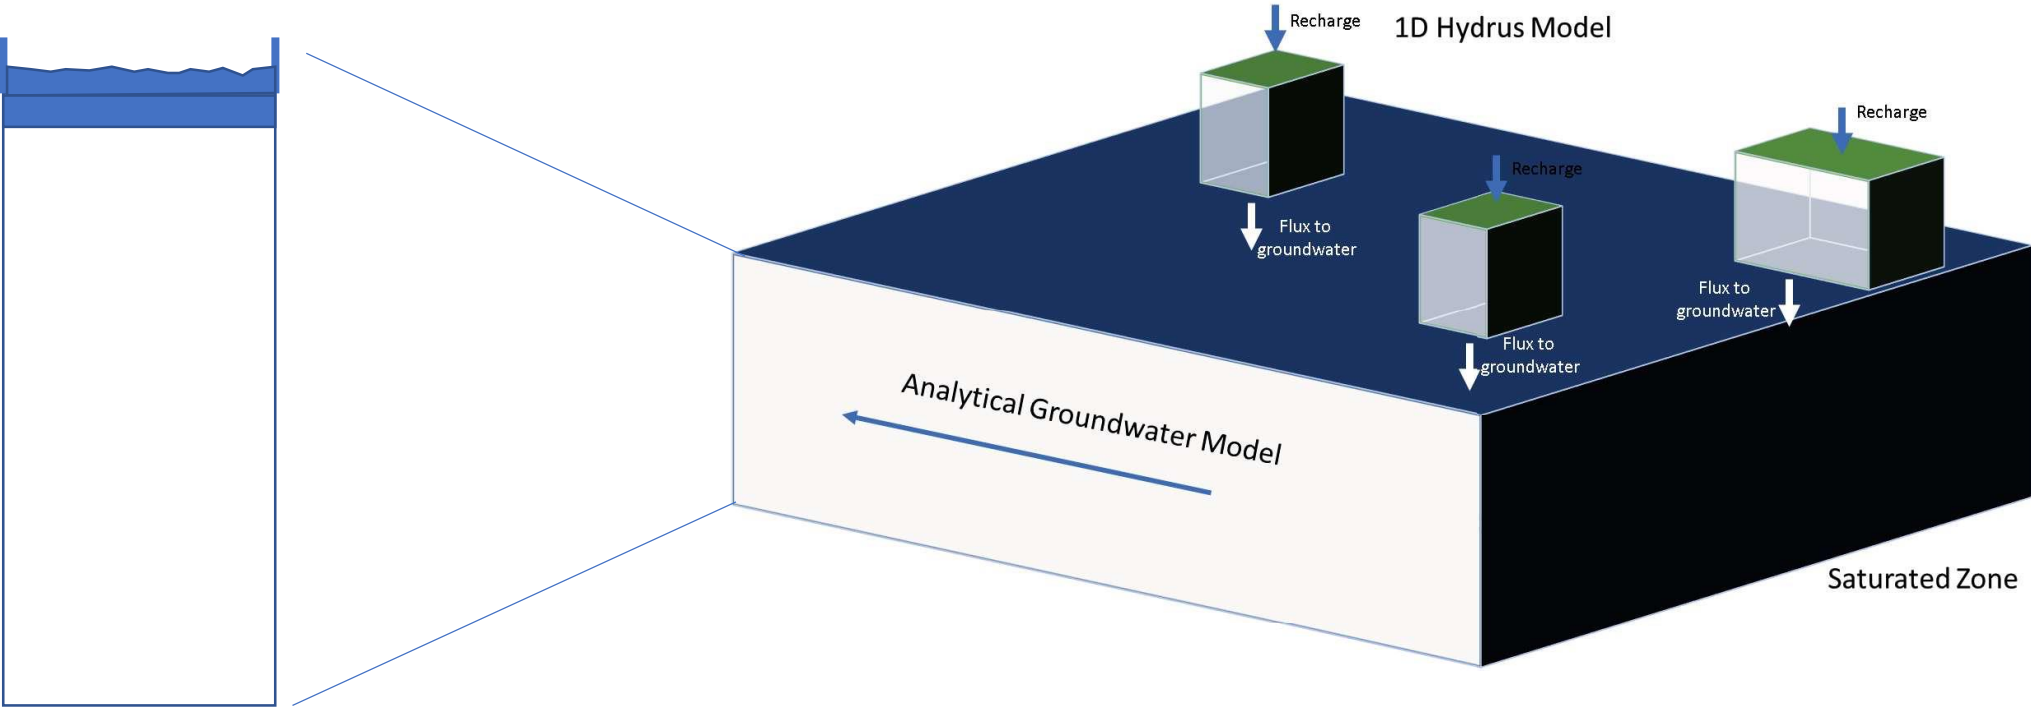 Recharge
1D Hydrus Model
Recharge
Recharge
Flux to
groundwater
Flux to
groundwater
Flux to
groundwater
Analytical Groundwater Model
Saturated Zone